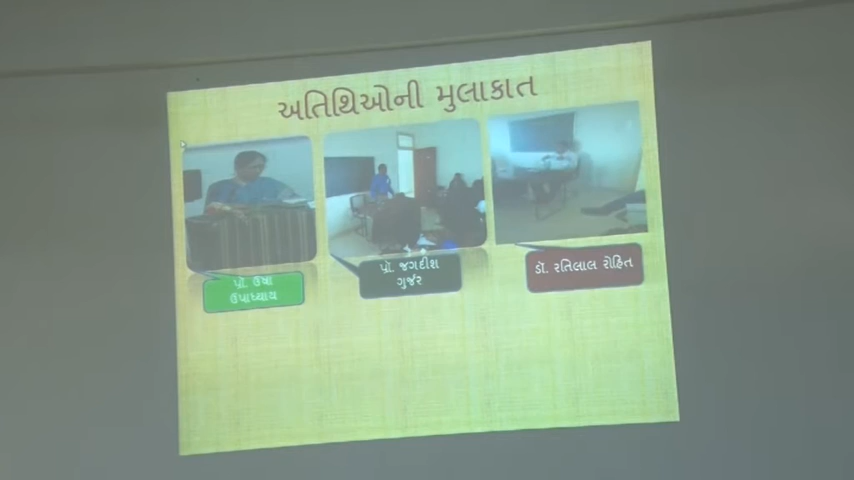 અતિથિઓની મુલાકાત
પ્રૉ. ઉષા
ઉપાધ્યાય
પ્રૉ. જગદીશ
ગુર્જર
ડૉ. રતિલાલ રોહિત